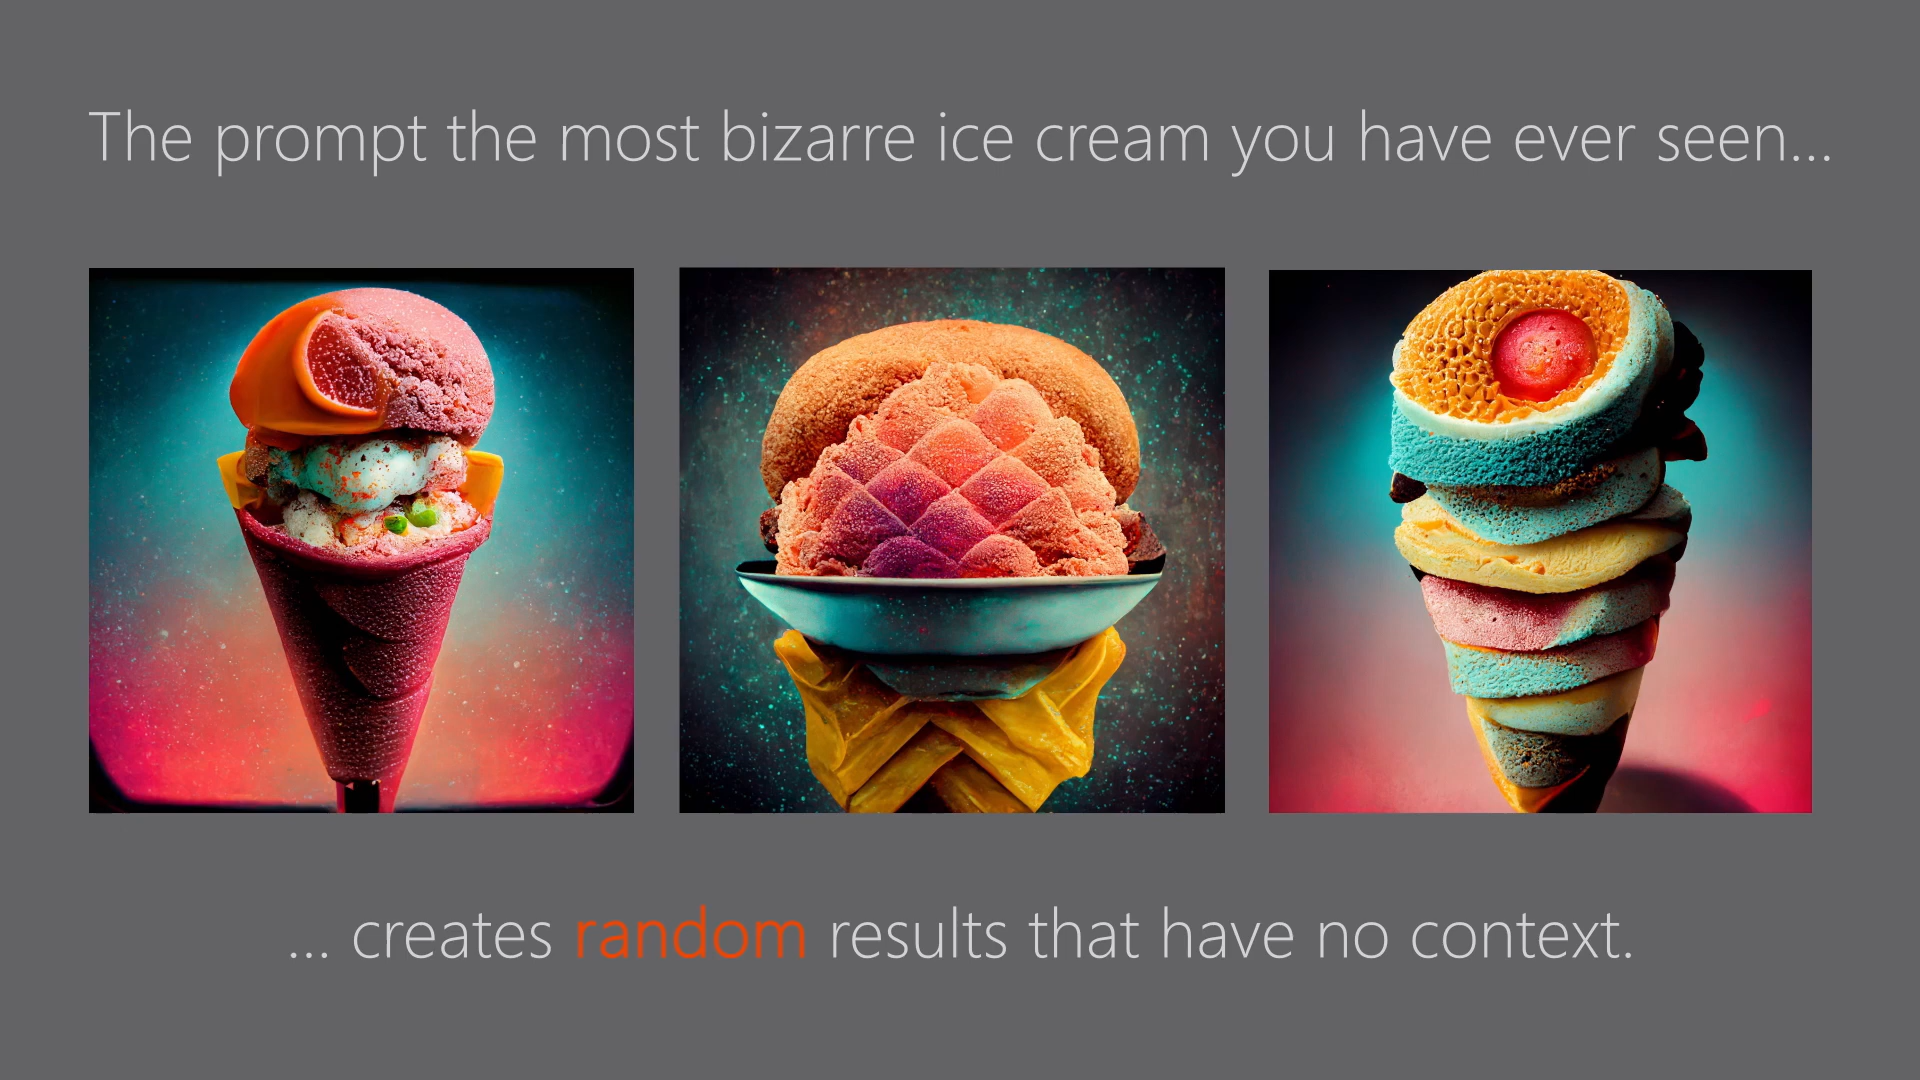 The prompt the most bizarre ice cream you have ever seen...
... creates random results that have no context.